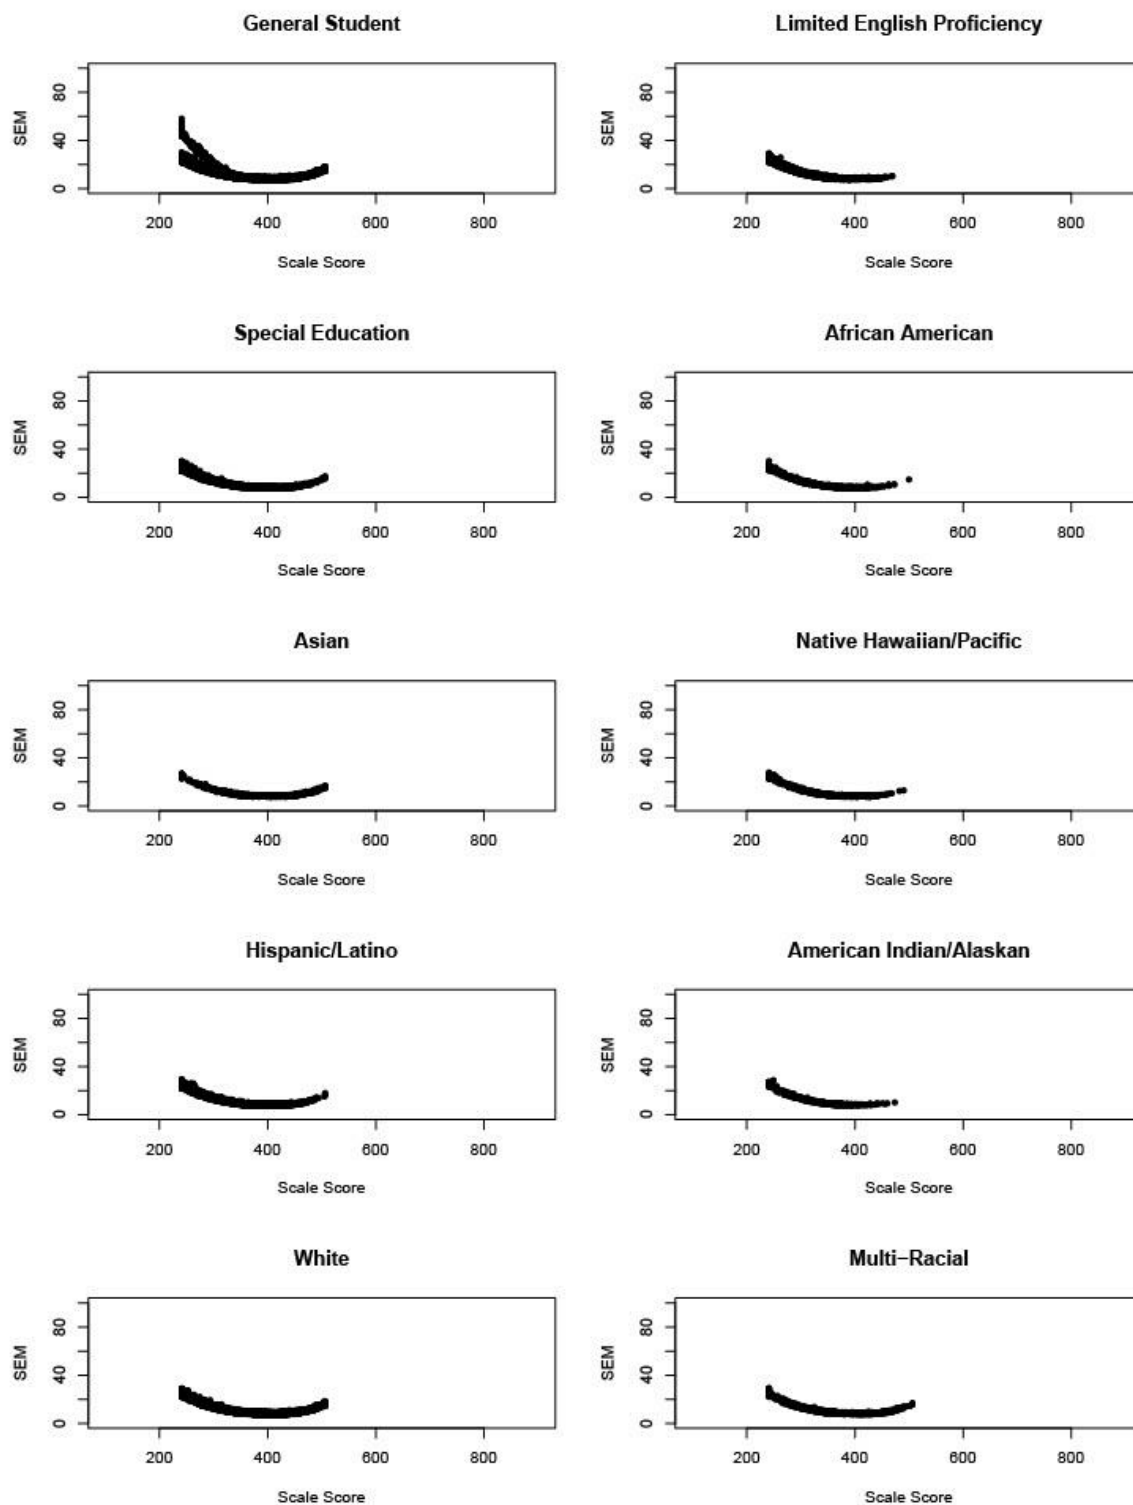 General Student
SEM
0 40 80
200 400 600 800
Scale Score
Limited English Proficiency
SEM
0 40 80
200 400 600 800
Scale Score
Special Education
SEM
0 40 80
200 400 600 800
Scale Score
African American
SEM
0 40 80
200 400 600 800
Scale Score
Asian
SEM
0 40 80
200 400 600 800
Scale Score
Native Hawaiian/Pacific
SEM
0 40 80
200 400 600 800
Scale Score
Hispanic/Latino
SEM
0 40 80
200 400 600 800
Scale Score
American Indian/Alaskan
SEM
0 40 80
200 400 600 800
Scale Score
White
SEM
0 40 80
200 400 600 800
Scale Score
Multi−Racial
SEM
0 40 80
200 400 600 800
Scale Score